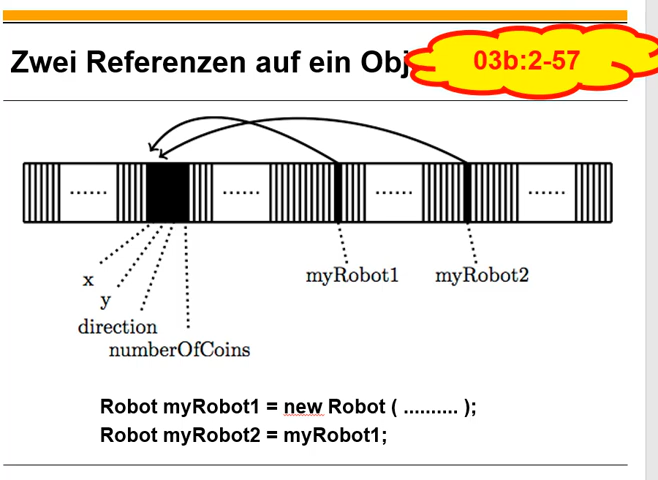 Zwei Referenzen auf ein Obj
03b:2-57
...... ...... ...... ......
x
y
direction
numberOfCoins
myRobot1 myRobot2
Robot myRobot1 = new Robot ( .......... );
Robot myRobot2 = myRobot1;